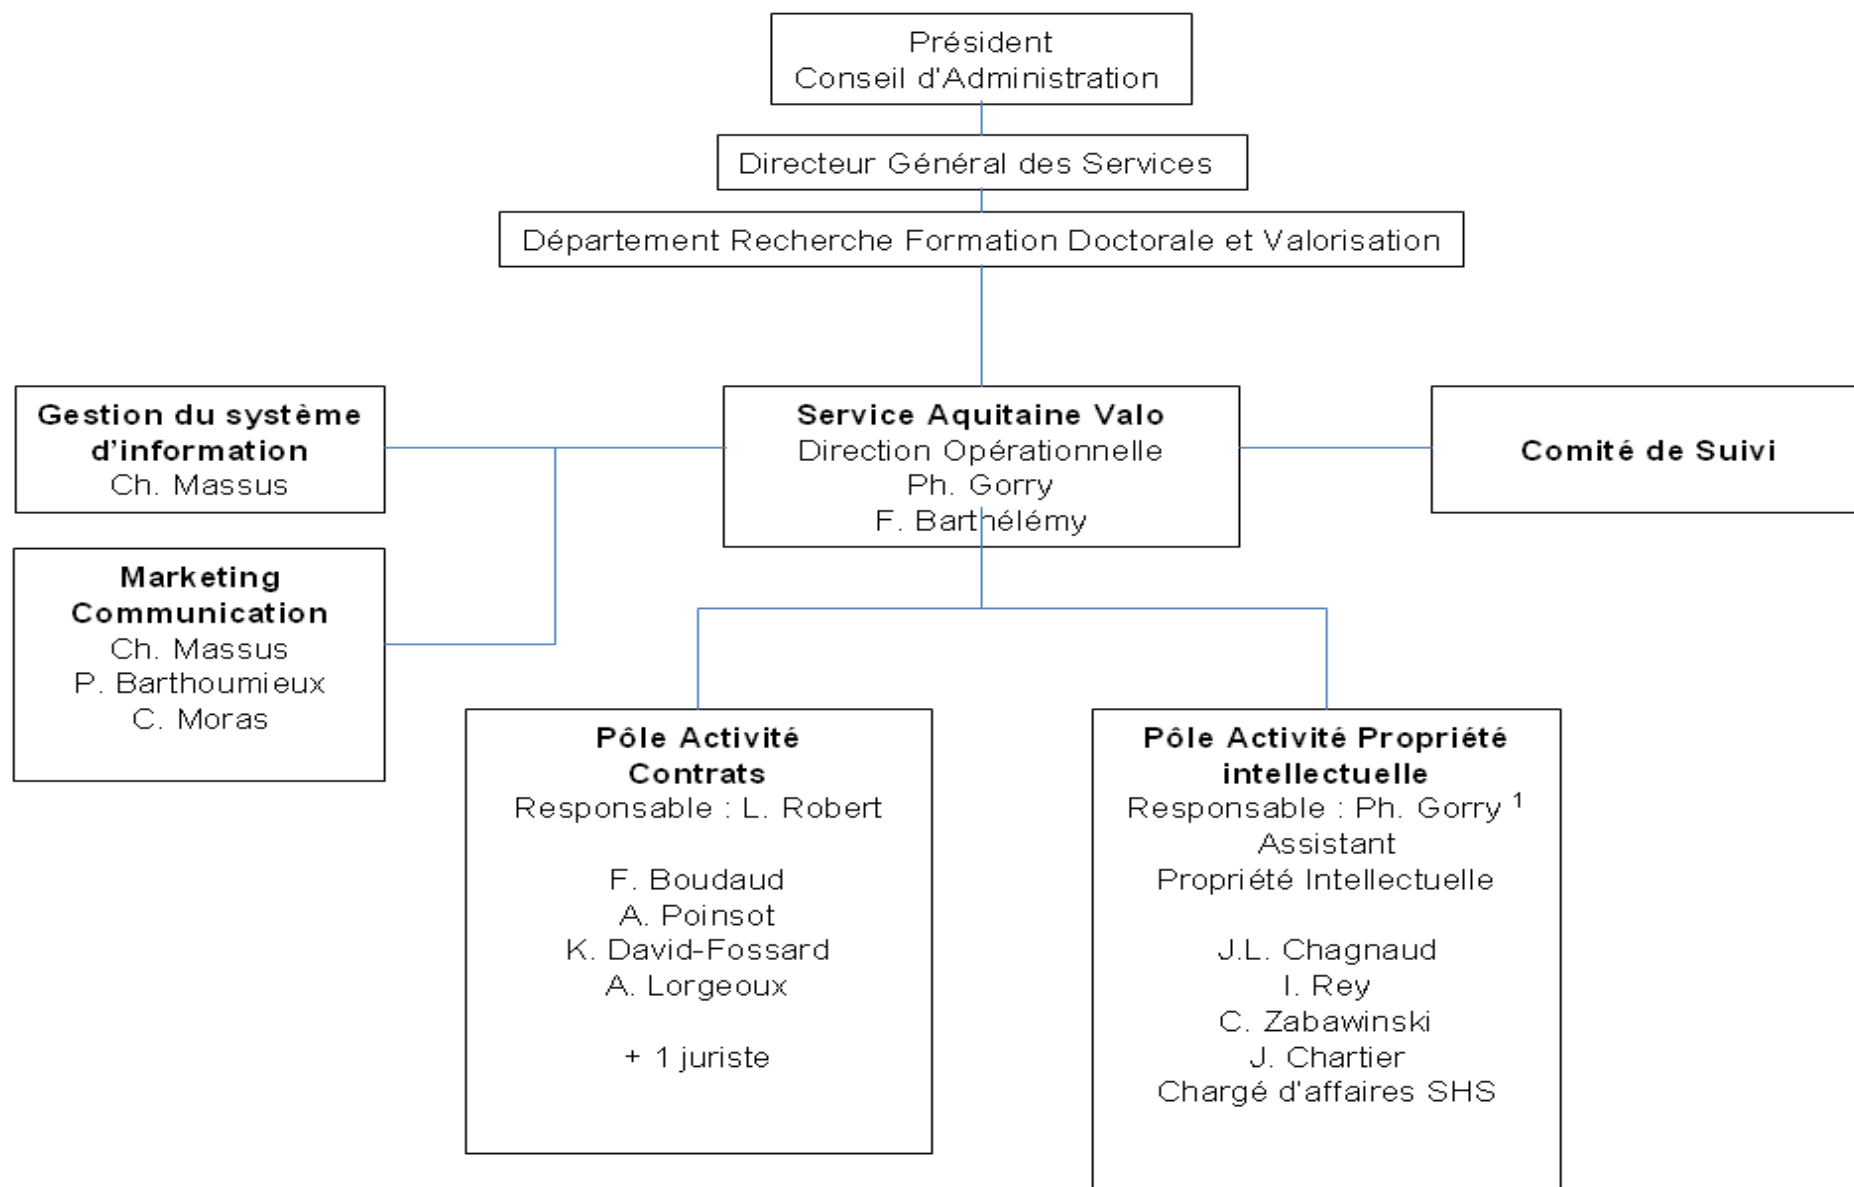 Président
Conseil d'Administration
Directeur Général des Services
Département Recherche Formation Doctorale et Valorisation
Gestion du système
d'information
Ch. Massus
Service Aquitaine Valo
Direction Opérationnelle
Ph. Gorry
F. Barthélémy
Comité de Suivi
Marketing
Communication
Ch. Massus
P. Barthoumieux
C. Moras
Pôle Activité
Contrats
Responsable : L. Robert
F. Boudaud
A. Poinsot
K. David-Fossard
A. Lorgeoux
+ 1 juriste
Pôle Activité Propriété
intellectuelle
Responsable : Ph. Gorry ¹
Assistant
Propriété Intellectuelle
J.L. Chagnaud
I. Rey
C. Zabawinski
J. Chartier
Chargé d'affaires SHS